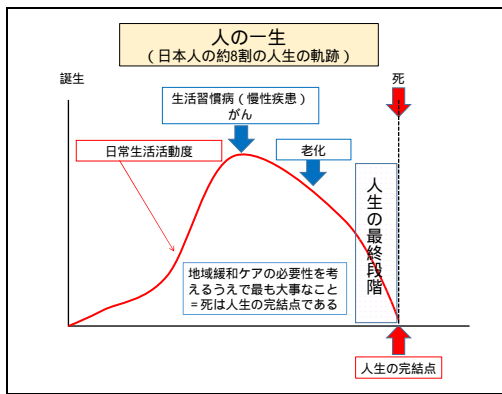 人の一生
(日本人の約8割の人生の軌跡)
誕生
死
生活習慣病(慢性疾患)
がん
日常生活活動度
老化
人生の最終段階
地域緩和ケアの必要性を考
えるうえで最も大事なこと
=死は人生の完結点である
人生の完結点